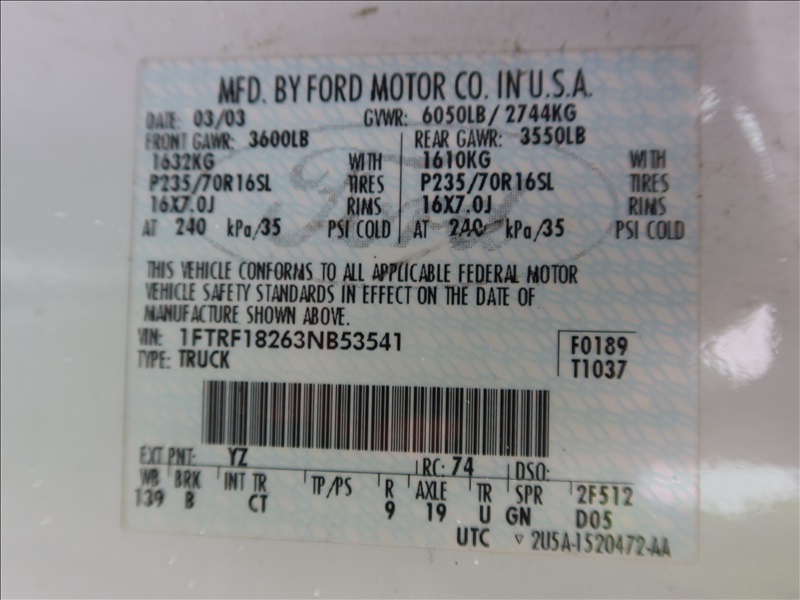 MFD. BY FORD MOTOR CO. IN U.S.A.
DATE: 03/03 GVWR: 6050LB/ 2744KG
FRONT GAWR: 3600LB REAR GAWR: 3550LB
1632KG WITH 1610KG WITH
P235/70R16SL TIRES P235/70R16SL TIRES
16X7.0J RIMS 16X7.0J RIMS
AT 240 kPa/35 PSI COLD AT 240 kPa/35 PSI COLD
Ford
THIS VEHICLE CONFORMS TO ALL APPLICABLE FEDERAL MOTOR
VEHICLE SAFETY STANDARDS IN EFFECT ON THE DATE OF
MANUFACTURE SHOWN ABOVE.
VIN: 1FTRF18263NB53541 F0189
TYPE: TRUCK T1037
EXT PNT: YZ RC: 74 DSO:
WB BRK INT TR TP/PS R AXLE TR SPR 2F512
139 B CT 9 19 U GN D05
UTC ▽ 2U5A-1520472-AA